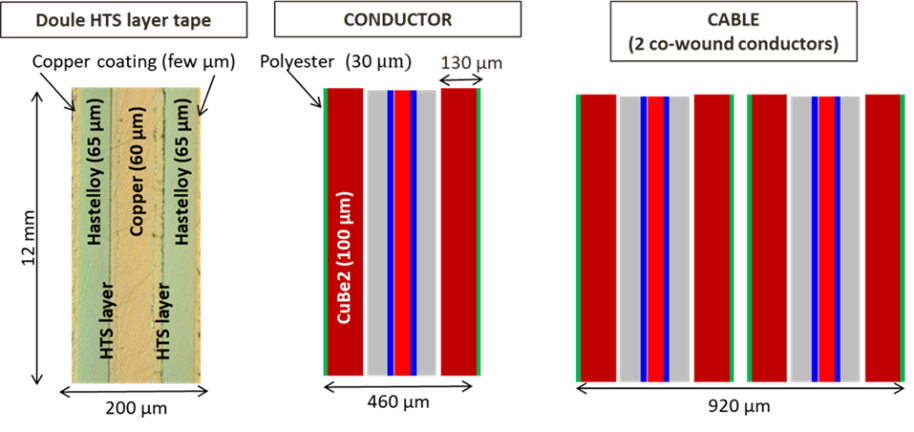 Doule HTS layer tape
CONDUCTOR
CABLE
(2 co-wound conductors)
Copper coating (few µm)
Polyester (30 µm)
130 µm
12 mm
Hastelloy (65 µm)
Copper (60 µm)
Hastelloy (65 µm)
HTS layer
HTS layer
CuBe2 (100 µm)
200 µm
460 µm
920 µm